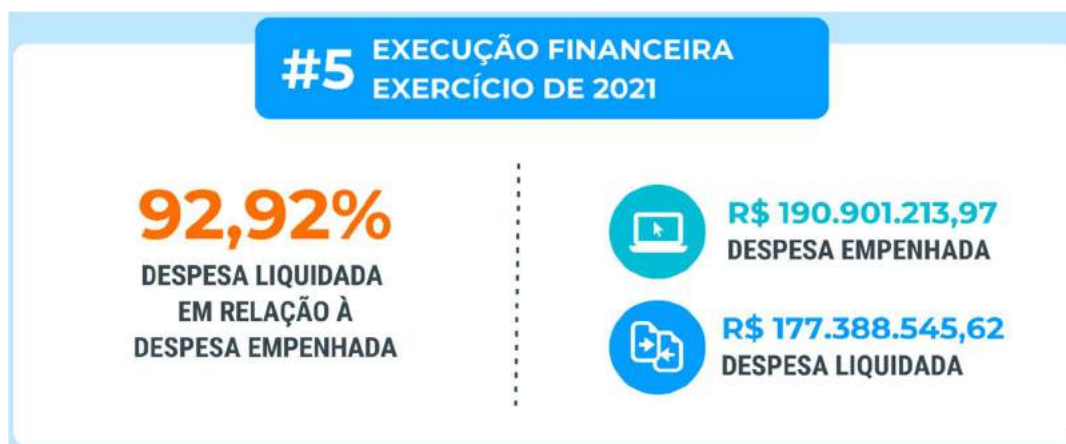 #5
EXECUÇÃO FINANCEIRA
EXERCÍCIO DE 2021
92,92%
DESPESA LIQUIDADA
EM RELAÇÃO À
DESPESA EMPENHADA
R$ 190.901.213,97
DESPESA EMPENHADA
R$ 177.388.545,62
DESPESA LIQUIDADA